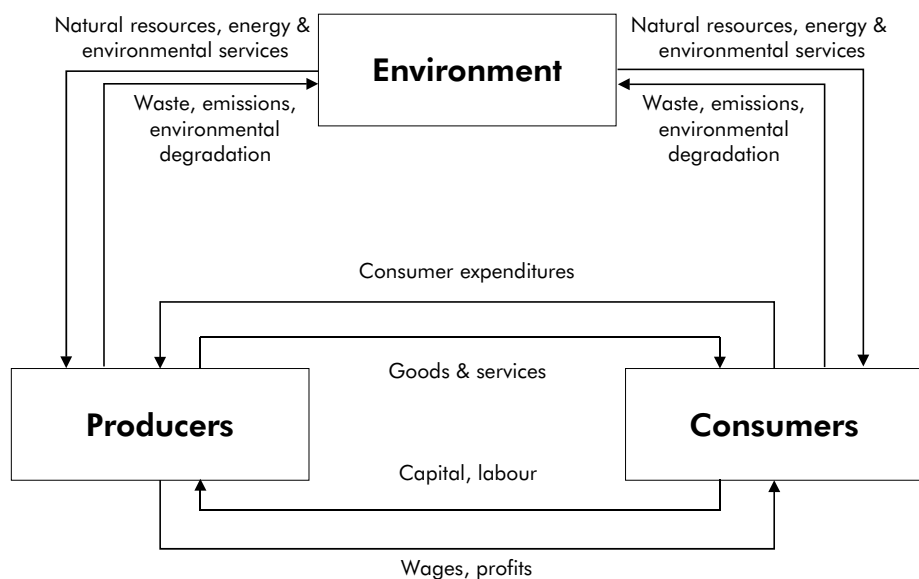 Natural resources, energy &
environmental services
Environment
Natural resources, energy &
environmental services
Waste, emissions,
environmental
degradation
Waste, emissions,
environmental
degradation
Consumer expenditures
Goods & services
Producers
Consumers
Capital, labour
Wages, profits